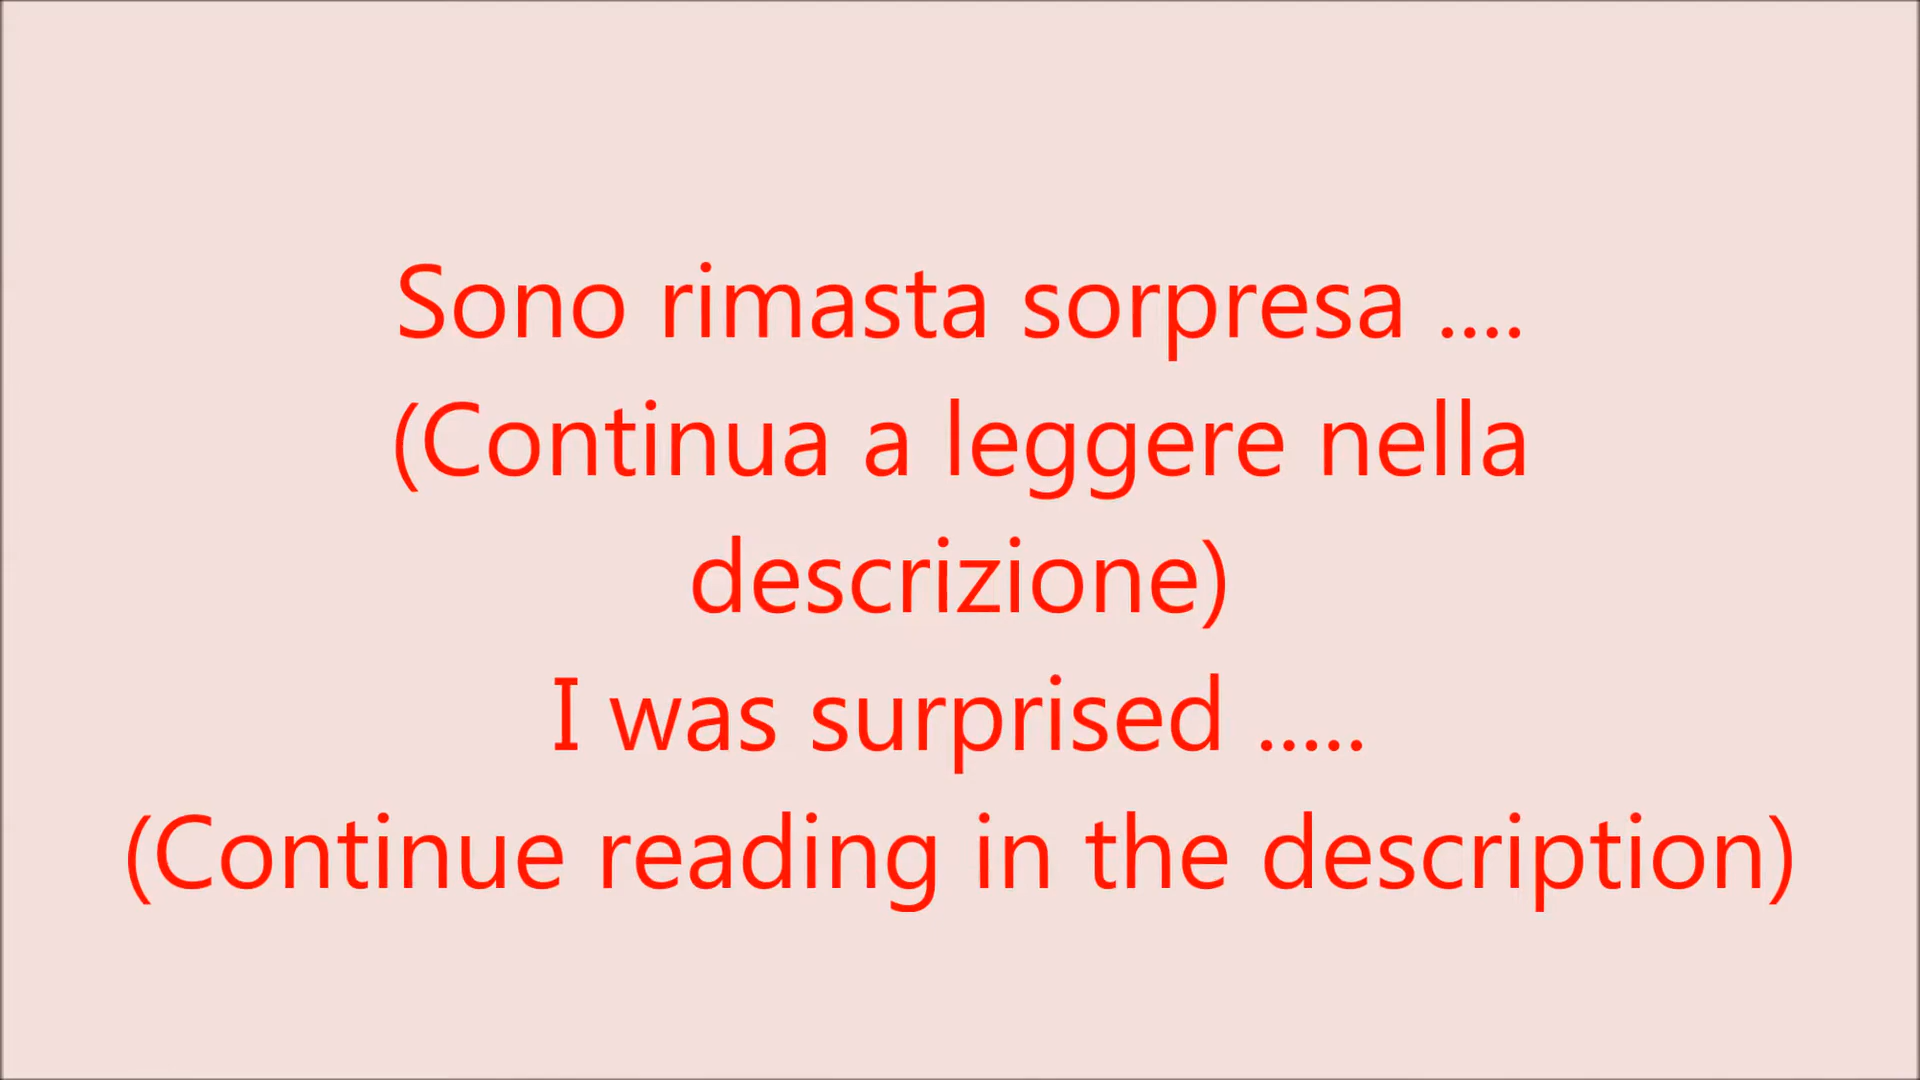 Sono rimasta sorpresa ....
(Continua a leggere nella
descrizione)
I was surprised .....
(Continue reading in the description)